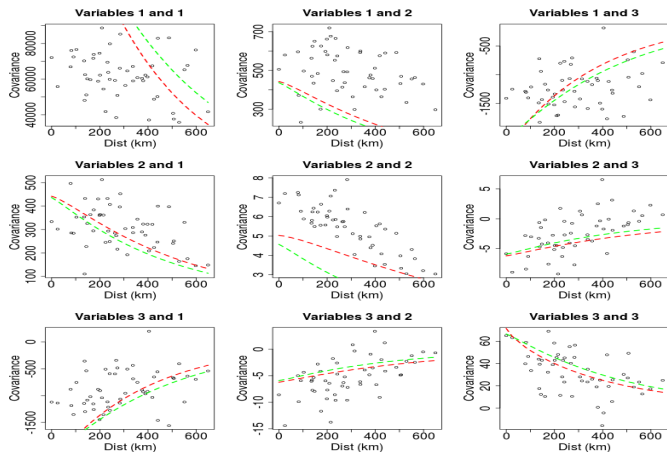 Variables 1 and 1
Variables 1 and 2
Variables 1 and 3
Covariance
40000 60000 80000
0 200 400 600
Dist (km)
Covariance
300 500 700
0 200 400 600
Dist (km)
Covariance
-1500 -500
0 200 400 600
Dist (km)
Variables 2 and 1
Variables 2 and 2
Variables 2 and 3
Covariance
100 200 300 400 500
0 200 400 600
Dist (km)
Covariance
3 4 5 6 7 8
0 200 400 600
Dist (km)
Covariance
-5 0 5
0 200 400 600
Dist (km)
Variables 3 and 1
Variables 3 and 2
Variables 3 and 3
Covariance
-1500 -500 0
0 200 400 600
Dist (km)
Covariance
-15 -10 -5 0
0 200 400 600
Dist (km)
Covariance
0 20 40 60
0 200 400 600
Dist (km)